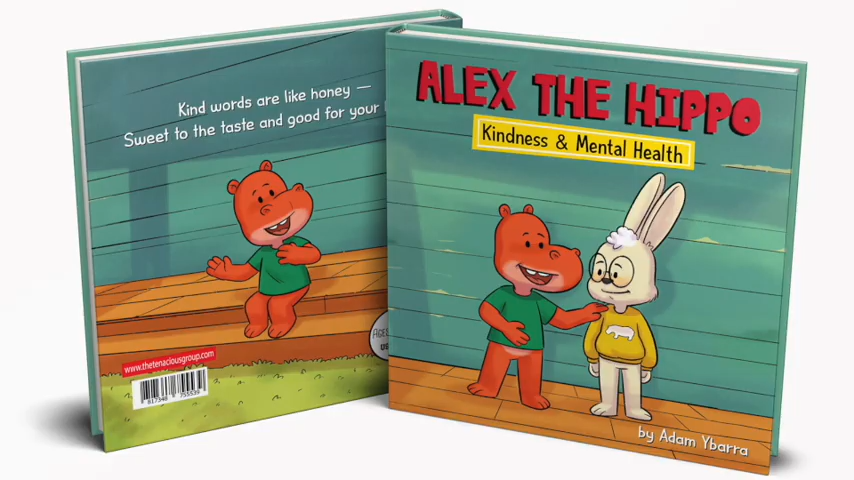 Kind words are like honey —
Sweet to the taste and good for your
www.thetenaciousgroup.com
AGES
ALEX THE HIPPO
Kindness & Mental Health
by Adam Ybarra